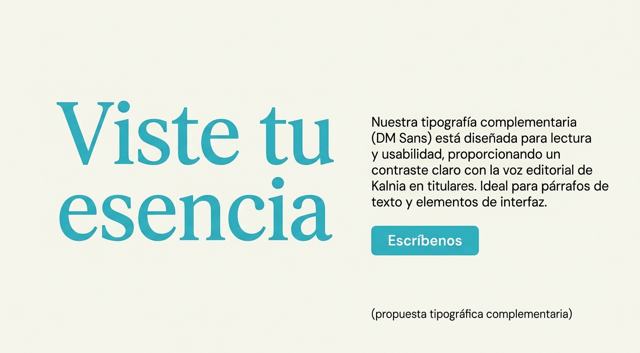 Viste tu
esencia
Nuestra tipografía complementaria
(DM Sans) está diseñada para lectura
y usabilidad, proporcionando un
contraste claro con la voz editorial de
Kalnia en titulares. Ideal para párrafos de
texto y elementos de interfaz.
Escríbenos
(propuesta tipográfica complementaria)